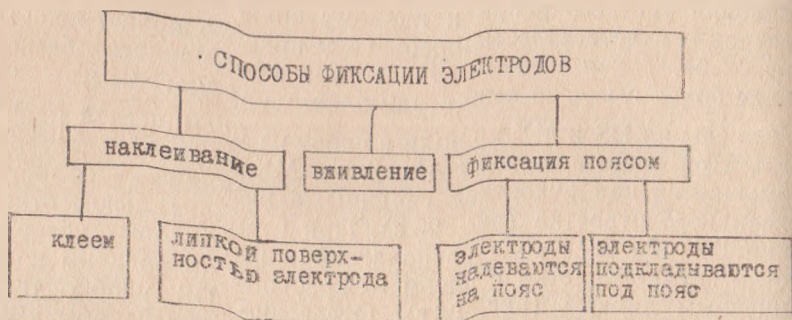 СПОСОБЫ ФИКСАЦИИ ЭЛЕКТРОДОВ
наклеивание
вживление
фиксация поясом
клеем
липкой поверх-
ностью электрода
электроды
надеваются
на пояс
электроды
подкладываются
под пояс